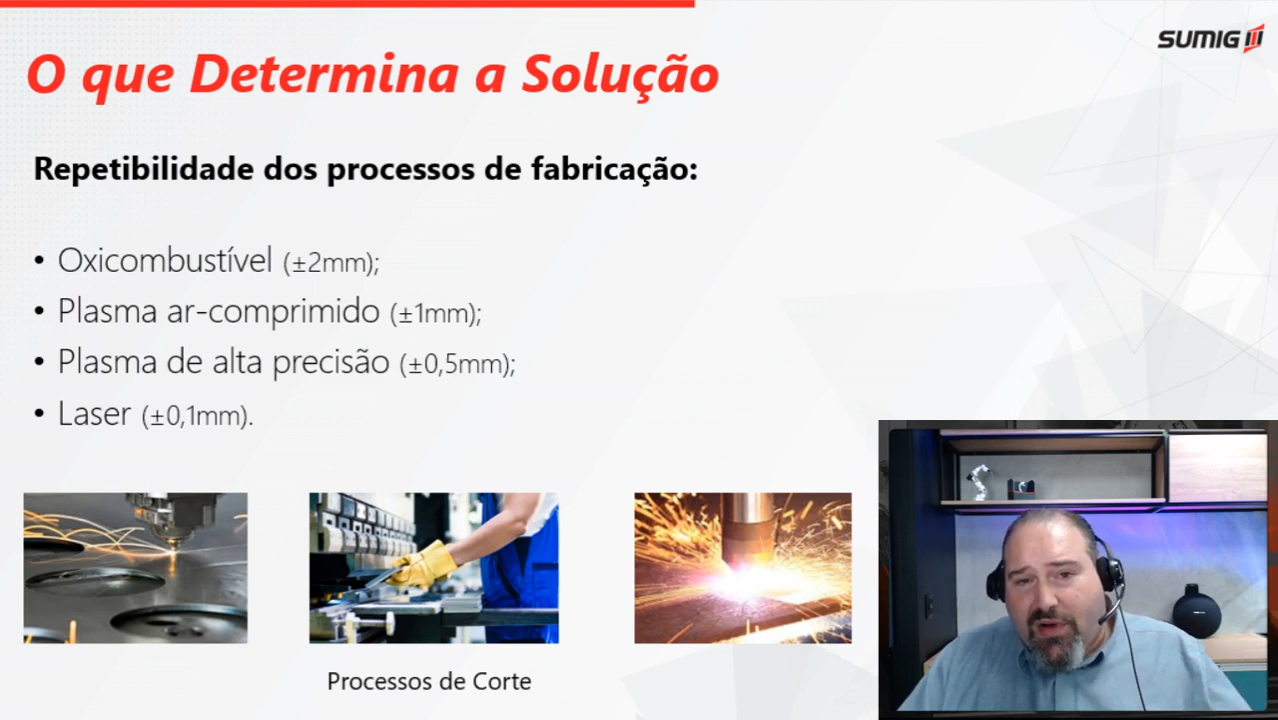 SUMIG
O que Determina a Solução
Repetibilidade dos processos de fabricação:
• Oxicombustível (±2mm);
• Plasma ar-comprimido (±1mm);
• Plasma de alta precisão (±0,5mm);
• Laser (±0,1mm).
Processos de Corte